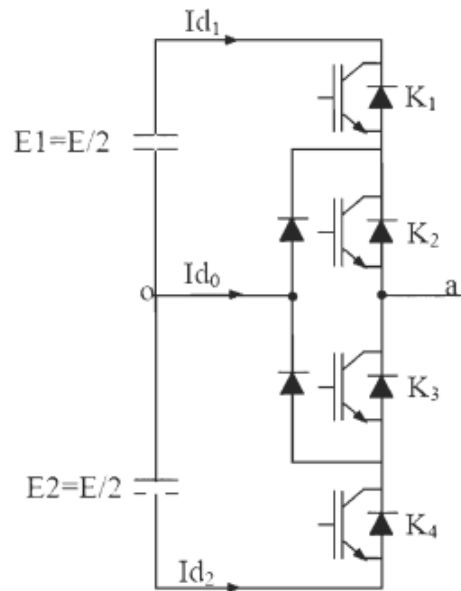 Id₁
K₁
E1=E/2
K₂
Id₀
o
a
K₃
E2=E/2
K₄
Id₂